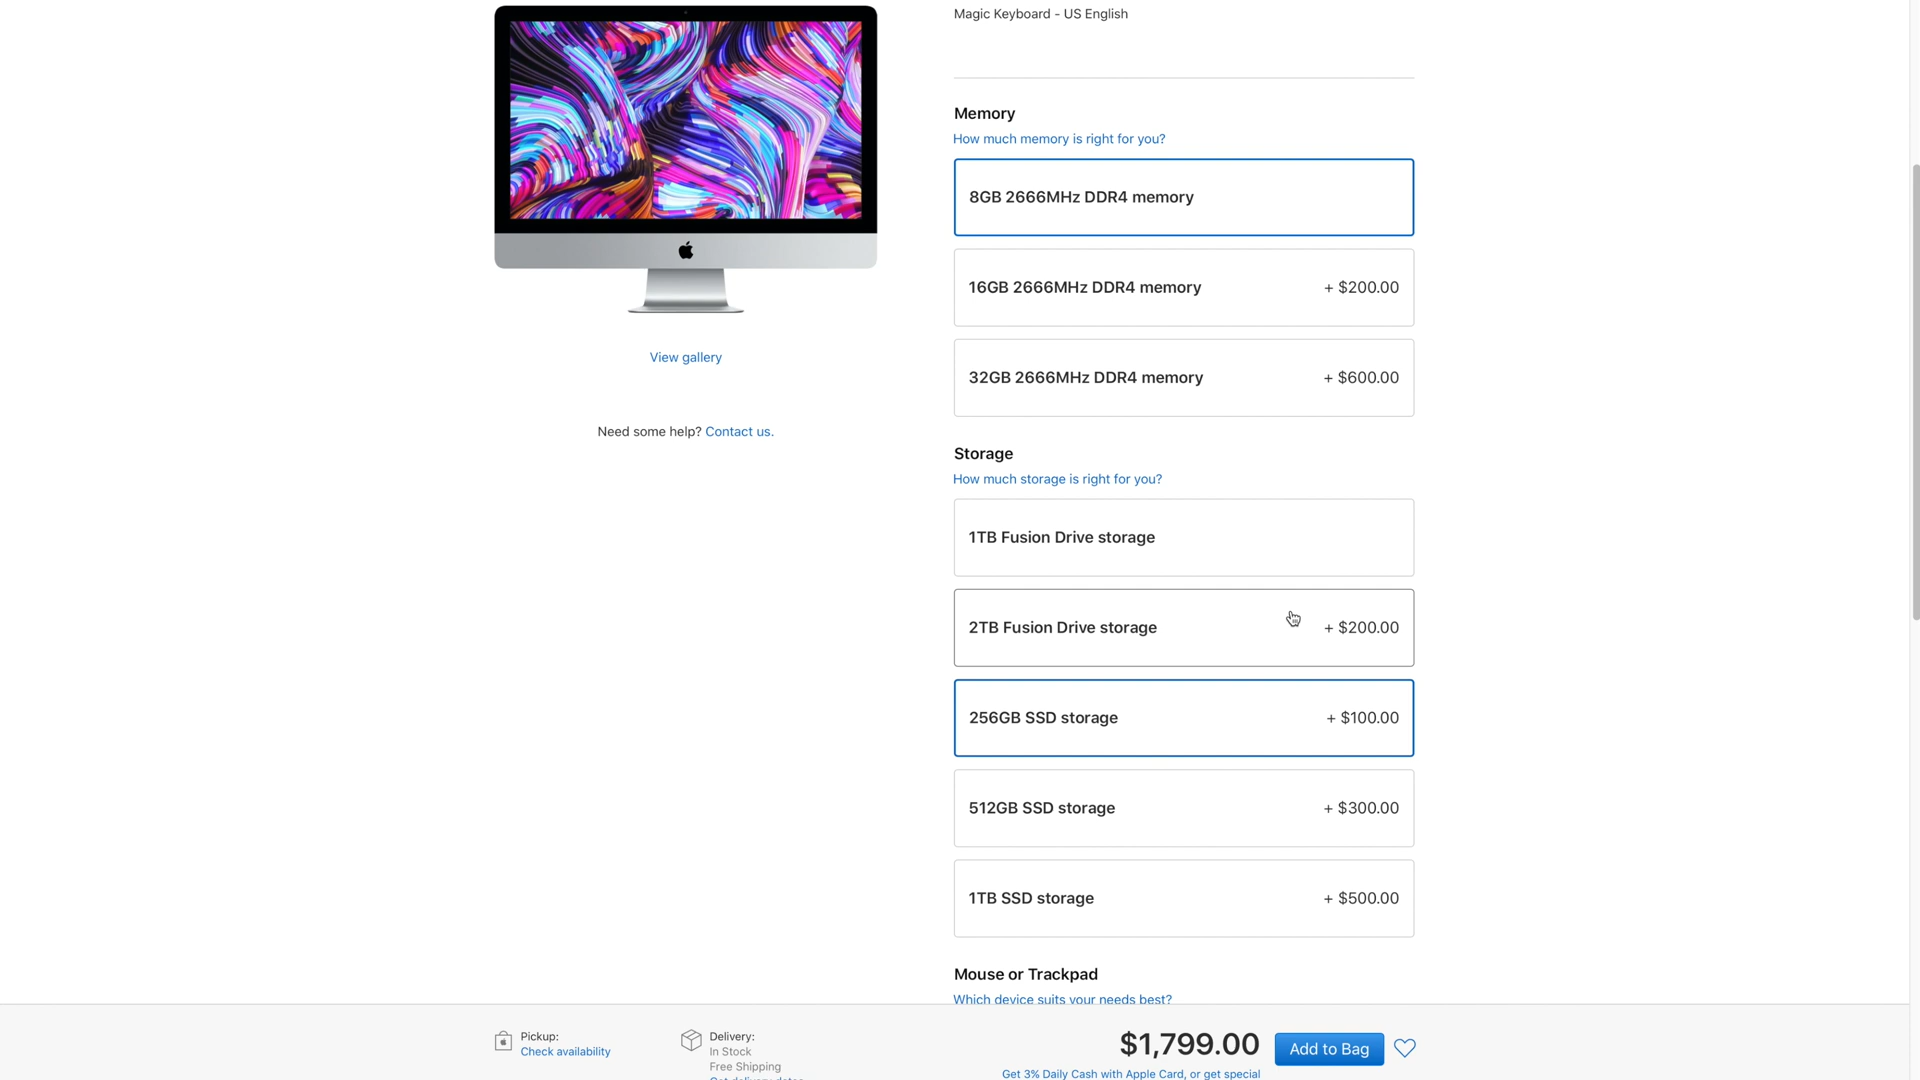 Magic Keyboard - US English
Memory
How much memory is right for you?
8GB 2666MHz DDR4 memory
16GB 2666MHz DDR4 memory + $200.00
32GB 2666MHz DDR4 memory + $600.00
View gallery
Need some help? Contact us.
Storage
How much storage is right for you?
1TB Fusion Drive storage
2TB Fusion Drive storage + $200.00
256GB SSD storage + $100.00
512GB SSD storage + $300.00
1TB SSD storage + $500.00
Mouse or Trackpad
Which device suits your needs best?
Pickup:
Check availability
Delivery:
In Stock
Free Shipping
Get delivery dates
$1,799.00
Add to Bag
Get 3% Daily Cash with Apple Card, or get special